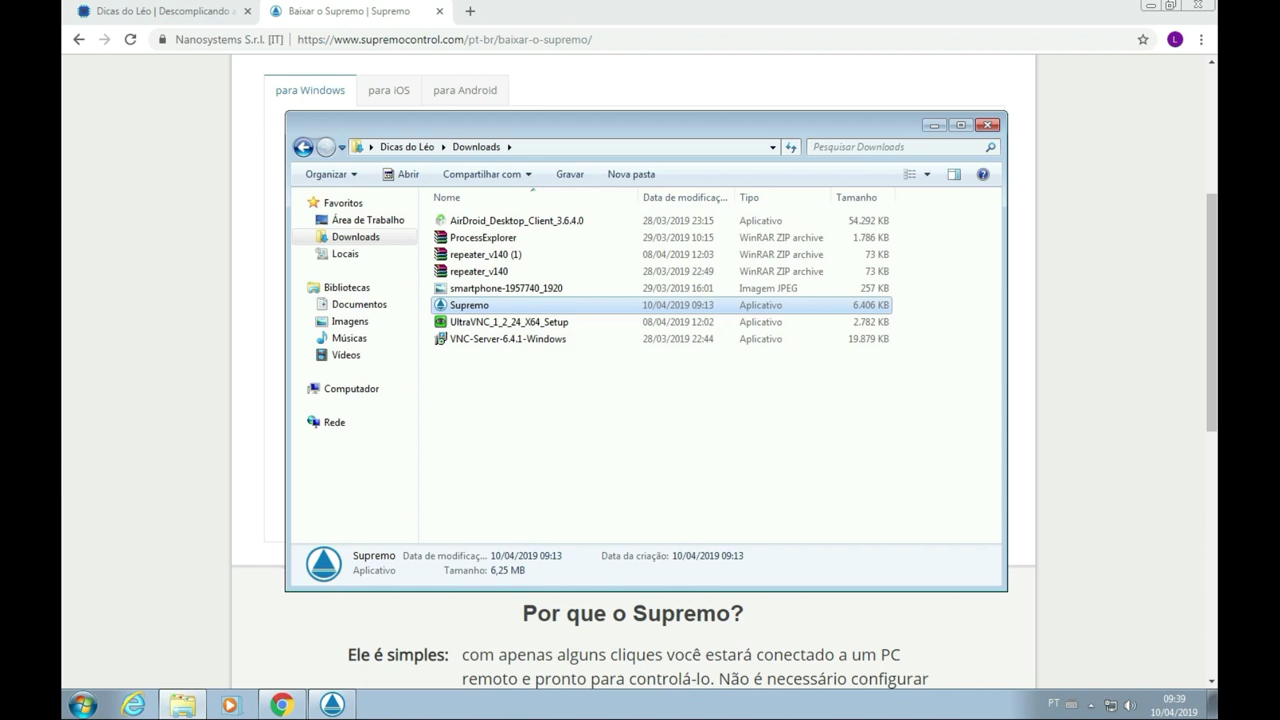 Dicas do Léo | Descomplicando a
Baixar o Supremo | Supremo
Nanosystems S.r.l. [IT] | https://www.supremocontrol.com/pt-br/baixar-o-supremo/
L
para Windows para iOS para Android
Dicas do Léo Downloads
Pesquisar Downloads
Organizar Abrir Compartilhar com Gravar Nova pasta
Nome Data de modificaç... Tipo Tamanho
Favoritos
Área de Trabalho
Downloads
Locais
Bibliotecas
Documentos
Imagens
Músicas
Vídeos
Computador
Rede
AirDroid_Desktop_Client_3.6.4.0 28/03/2019 23:15 Aplicativo 54.292 KB
ProcessExplorer 29/03/2019 10:15 WinRAR ZIP archive 1.786 KB
repeater_v140 (1) 08/04/2019 12:03 WinRAR ZIP archive 73 KB
repeater_v140 28/03/2019 22:49 WinRAR ZIP archive 73 KB
smartphone-1957740_1920 29/03/2019 16:01 Imagem JPEG 257 KB
Supremo 10/04/2019 09:13 Aplicativo 6.406 KB
UltraVNC_1_2_24_X64_Setup 08/04/2019 12:02 Aplicativo 2.782 KB
VNC-Server-6.4.1-Windows 28/03/2019 22:44 Aplicativo 19.879 KB
Supremo Data de modificaç... 10/04/2019 09:13 Data da criação: 10/04/2019 09:13
Aplicativo Tamanho: 6,25 MB
Por que o Supremo?
Ele é simples: com apenas alguns cliques você estará conectado a um PC
remoto e pronto para controlá-lo. Não é necessário configurar
PT
09:39
10/04/2019